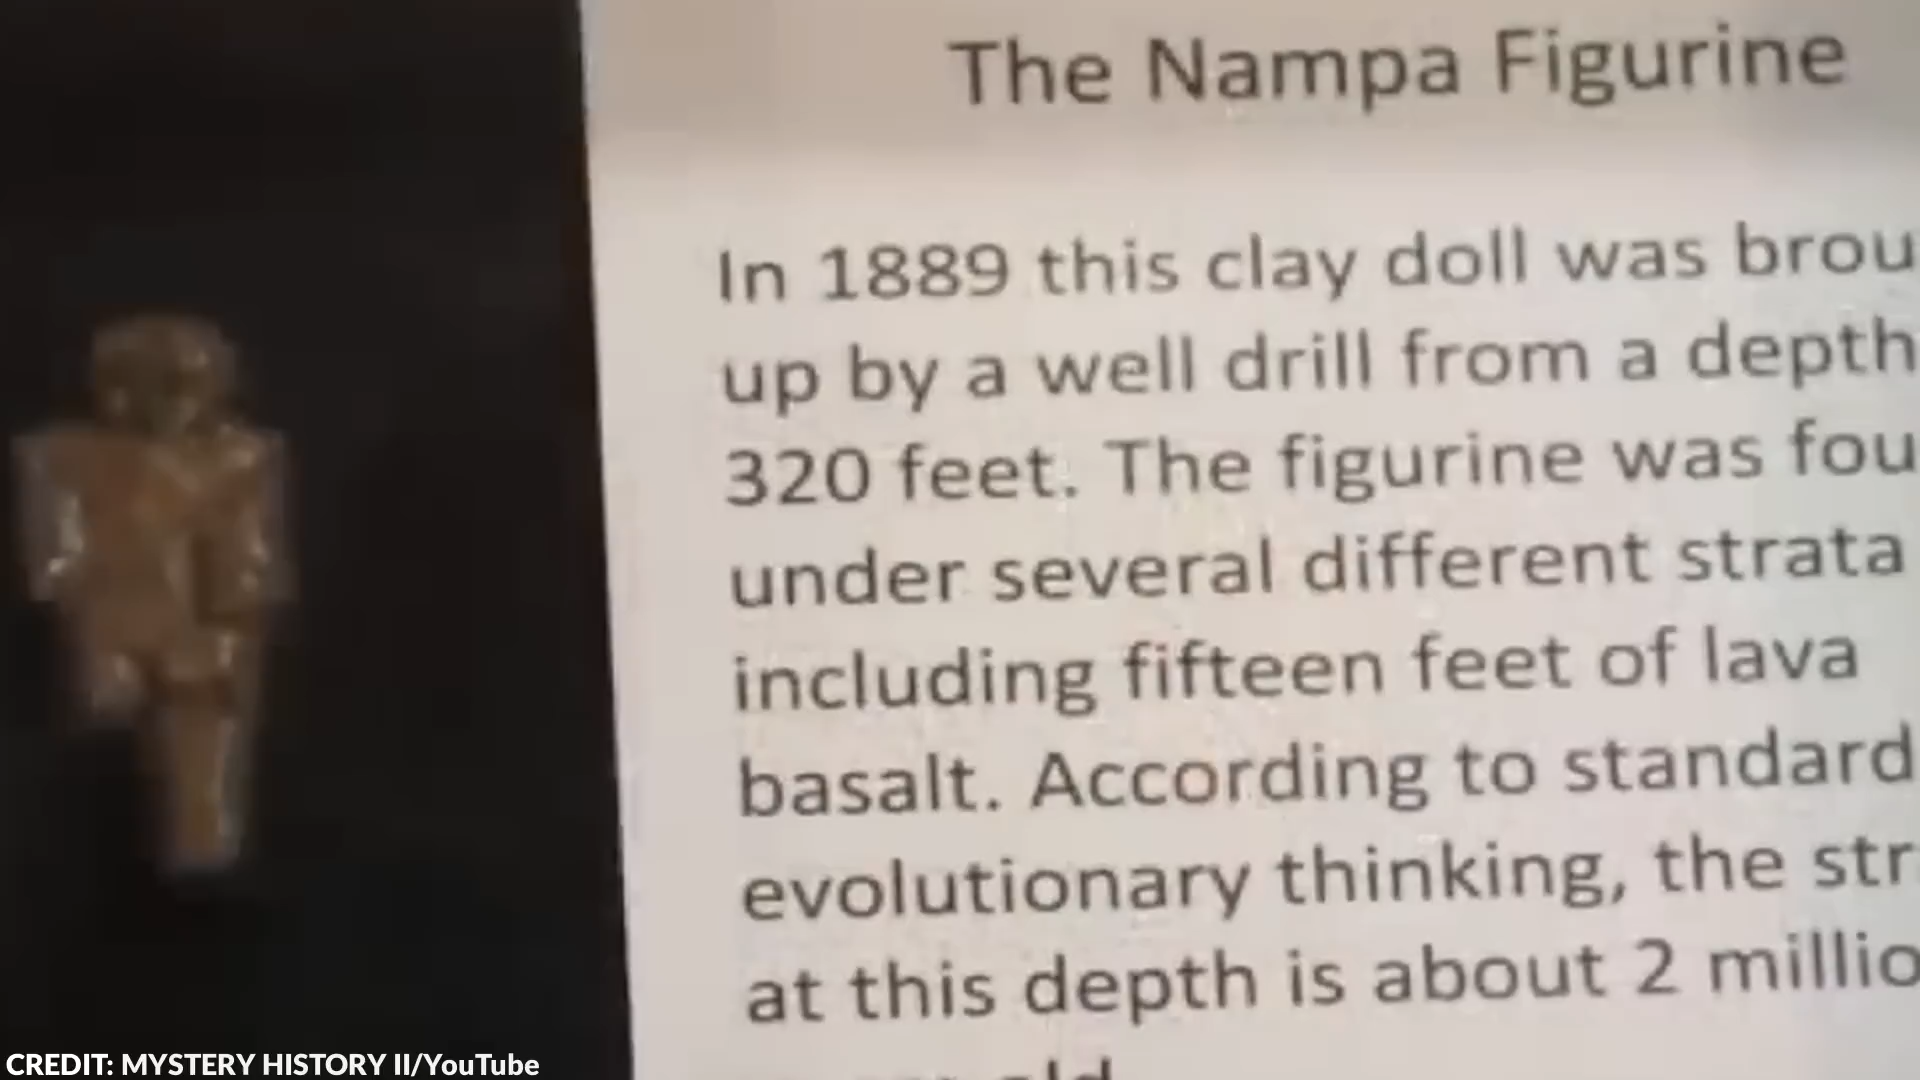 The Nampa Figurine
In 1889 this clay doll was brou
up by a well drill from a depth
320 feet. The figurine was fou
under several different strata
including fifteen feet of lava
basalt. According to standard
evolutionary thinking, the str
at this depth is about 2 millio
old
CREDIT: MYSTERY HISTORY II/YouTube